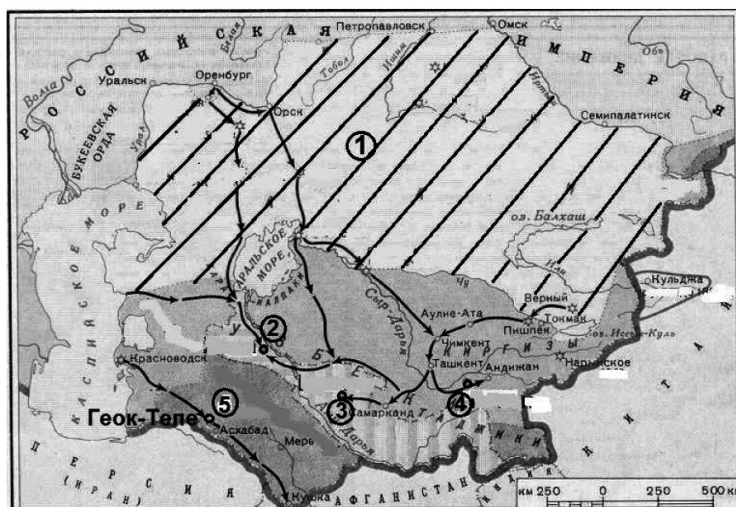 РОССИЙСКАЯ
ИМПЕРИЯ
Петропавловск
Омск
Белая
Тобол
Ишим
Обь
Иртыш
Волга
Уральск
Оренбург
Орск
Семипалатинск
БУКЕЕВСКАЯ
ОРДА
Урал
1
КАСПИЙСКОЕ МОРЕ
АРАЛЬСКОЕ
МОРЕ
оз. Балхаш
Или
Чу
Сыр-Дарья
Кульджа
Верный
Аулие-Ата
Токмак
Пишпек
оз. Иссык-Куль
Чимкент
КИРГИЗЫ
Нарынское
Ташкент
Андижан
2
Красноводск
3
4
Самарканд
ТАДЖИКИ
Геок-Тепе
5
Асхабад
Мерь
Кушка
ПЕРСИЯ
(ИРАН)
АФГАНИСТАН
КИТАЙ
км 250 0 250 500 км